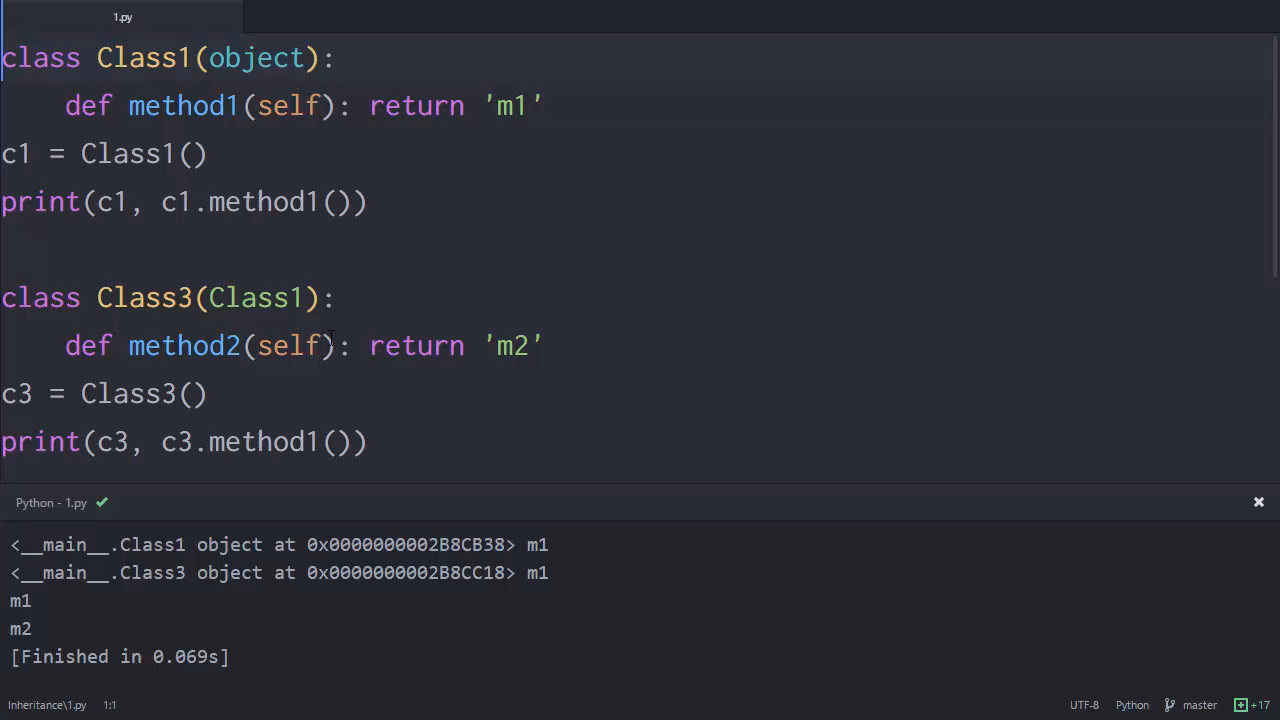 1.py
class Class1(object):
    def method1(self): return 'm1'
c1 = Class1()
print(c1, c1.method1())
class Class3(Class1):
    def method2(self): return 'm2'
c3 = Class3()
print(c3, c3.method1())
Python - 1.py
<__main__.Class1 object at 0x0000000002B8CB38> m1
<__main__.Class3 object at 0x0000000002B8CC18> m1
m1
m2
[Finished in 0.069s]
Inheritance\1.py 1:1 UTF-8 Python master +17